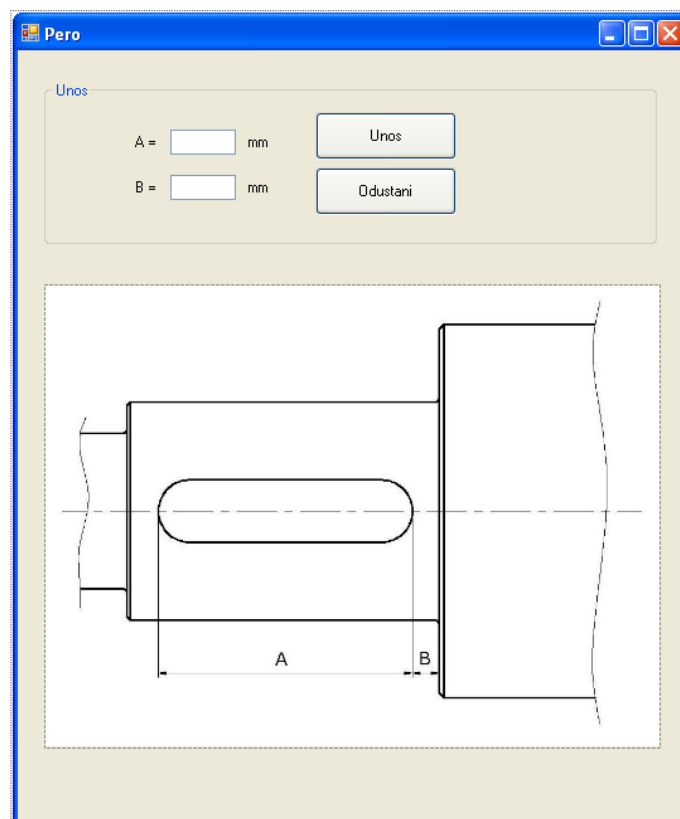 Pero
Unos
A =
mm
Unos
B =
mm
Odustani
A
B